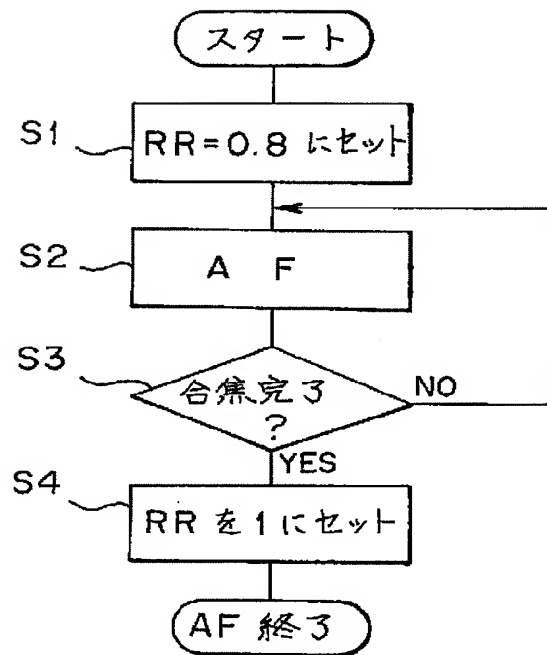 スタート
S1
RR=0.8 にセット
S2
A F
S3
合焦完了
?
NO
YES
S4
RR を1にセット
AF 終了